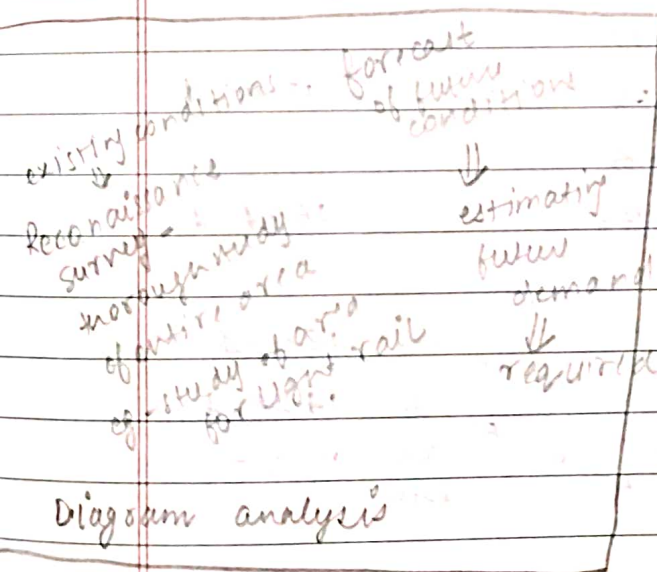 existing conditions
⇓
Reconaissance
survey -
thorough study
of entire area
eg - study of area
for light rail
forecast
of future
conditions
⇓
estimating
future
demand
⇓
required
Diagram analysis